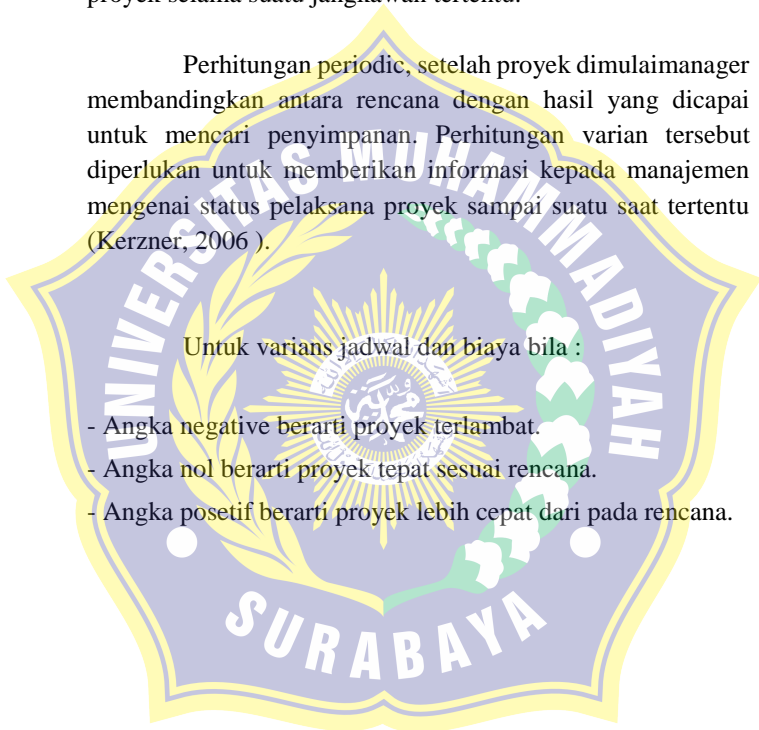 proyek selama suatu jangkawah tertentu.
Perhitungan periodic, setelah proyek dimulaimanager
membandingkan antara rencana dengan hasil yang dicapai
untuk mencari penyimpanan. Perhitungan varian tersebut
diperlukan untuk memberikan informasi kepada manajemen
mengenai status pelaksana proyek sampai suatu saat tertentu
(Kerzner, 2006 ).
Untuk varians jadwal dan biaya bila :
- Angka negative berarti proyek terlambat.
- Angka nol berarti proyek tepat sesuai rencana.
- Angka posetif berarti proyek lebih cepat dari pada rencana.
UNIVERSITAS MUHAMMADIYAH
SURABAYA